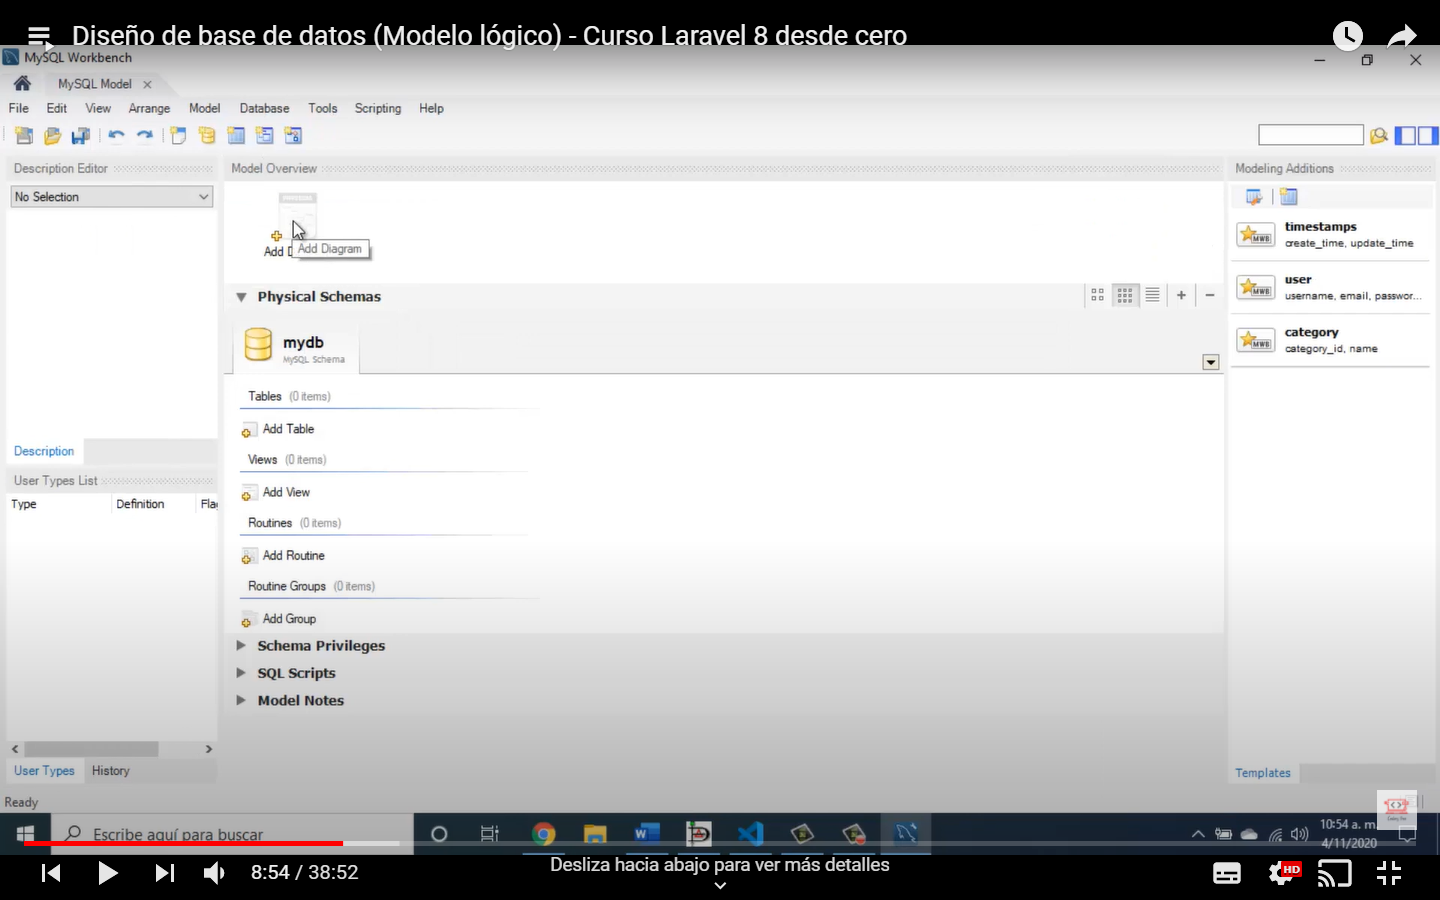 Diseño de base de datos (Modelo lógico) - Curso Laravel 8 desde cero
MySQL Workbench
MySQL Model
File Edit View Arrange Model Database Tools Scripting Help
Description Editor
No Selection
Description
User Types List
Type Definition Flag
User Types History
Model Overview
Add D
Add Diagram
Physical Schemas
mydb
MySQL Schema
Tables (0 items)
Add Table
Views (0 items)
Add View
Routines (0 items)
Add Routine
Routine Groups (0 items)
Add Group
Schema Privileges
SQL Scripts
Model Notes
Modeling Additions
MWB
timestamps
create_time, update_time
MWB
user
username, email, passwor...
MWB
category
category_id, name
Templates
Ready
Escribe aquí para buscar
10:54 a. m.
4/11/2020
8:54 / 38:52
Desliza hacia abajo para ver más detalles
HD